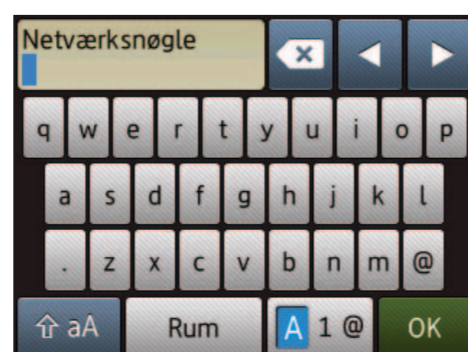 Netværksnøgle
q w e r t y u i o p
a s d f g h j k l
. z x c v b n m @
aA Rum A 1 @ OK